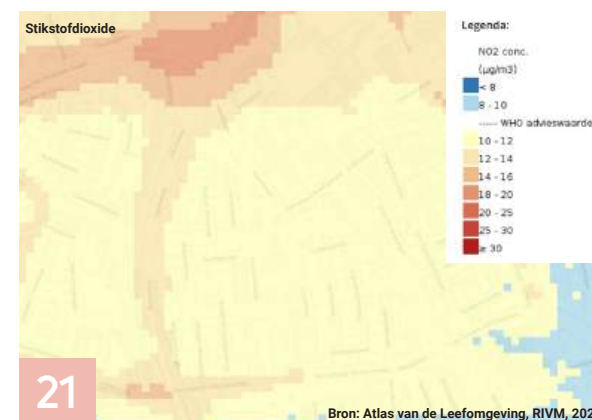 Stikstofdioxide
Legenda:
NO2 conc.
(µg/m3)
< 8
8 - 10
----- WHO advieswaarde
10 - 12
12 - 14
14 - 16
18 - 20
20 - 25
25 - 30
≥ 30
21
Bron: Atlas van de Leefomgeving, RIVM, 202